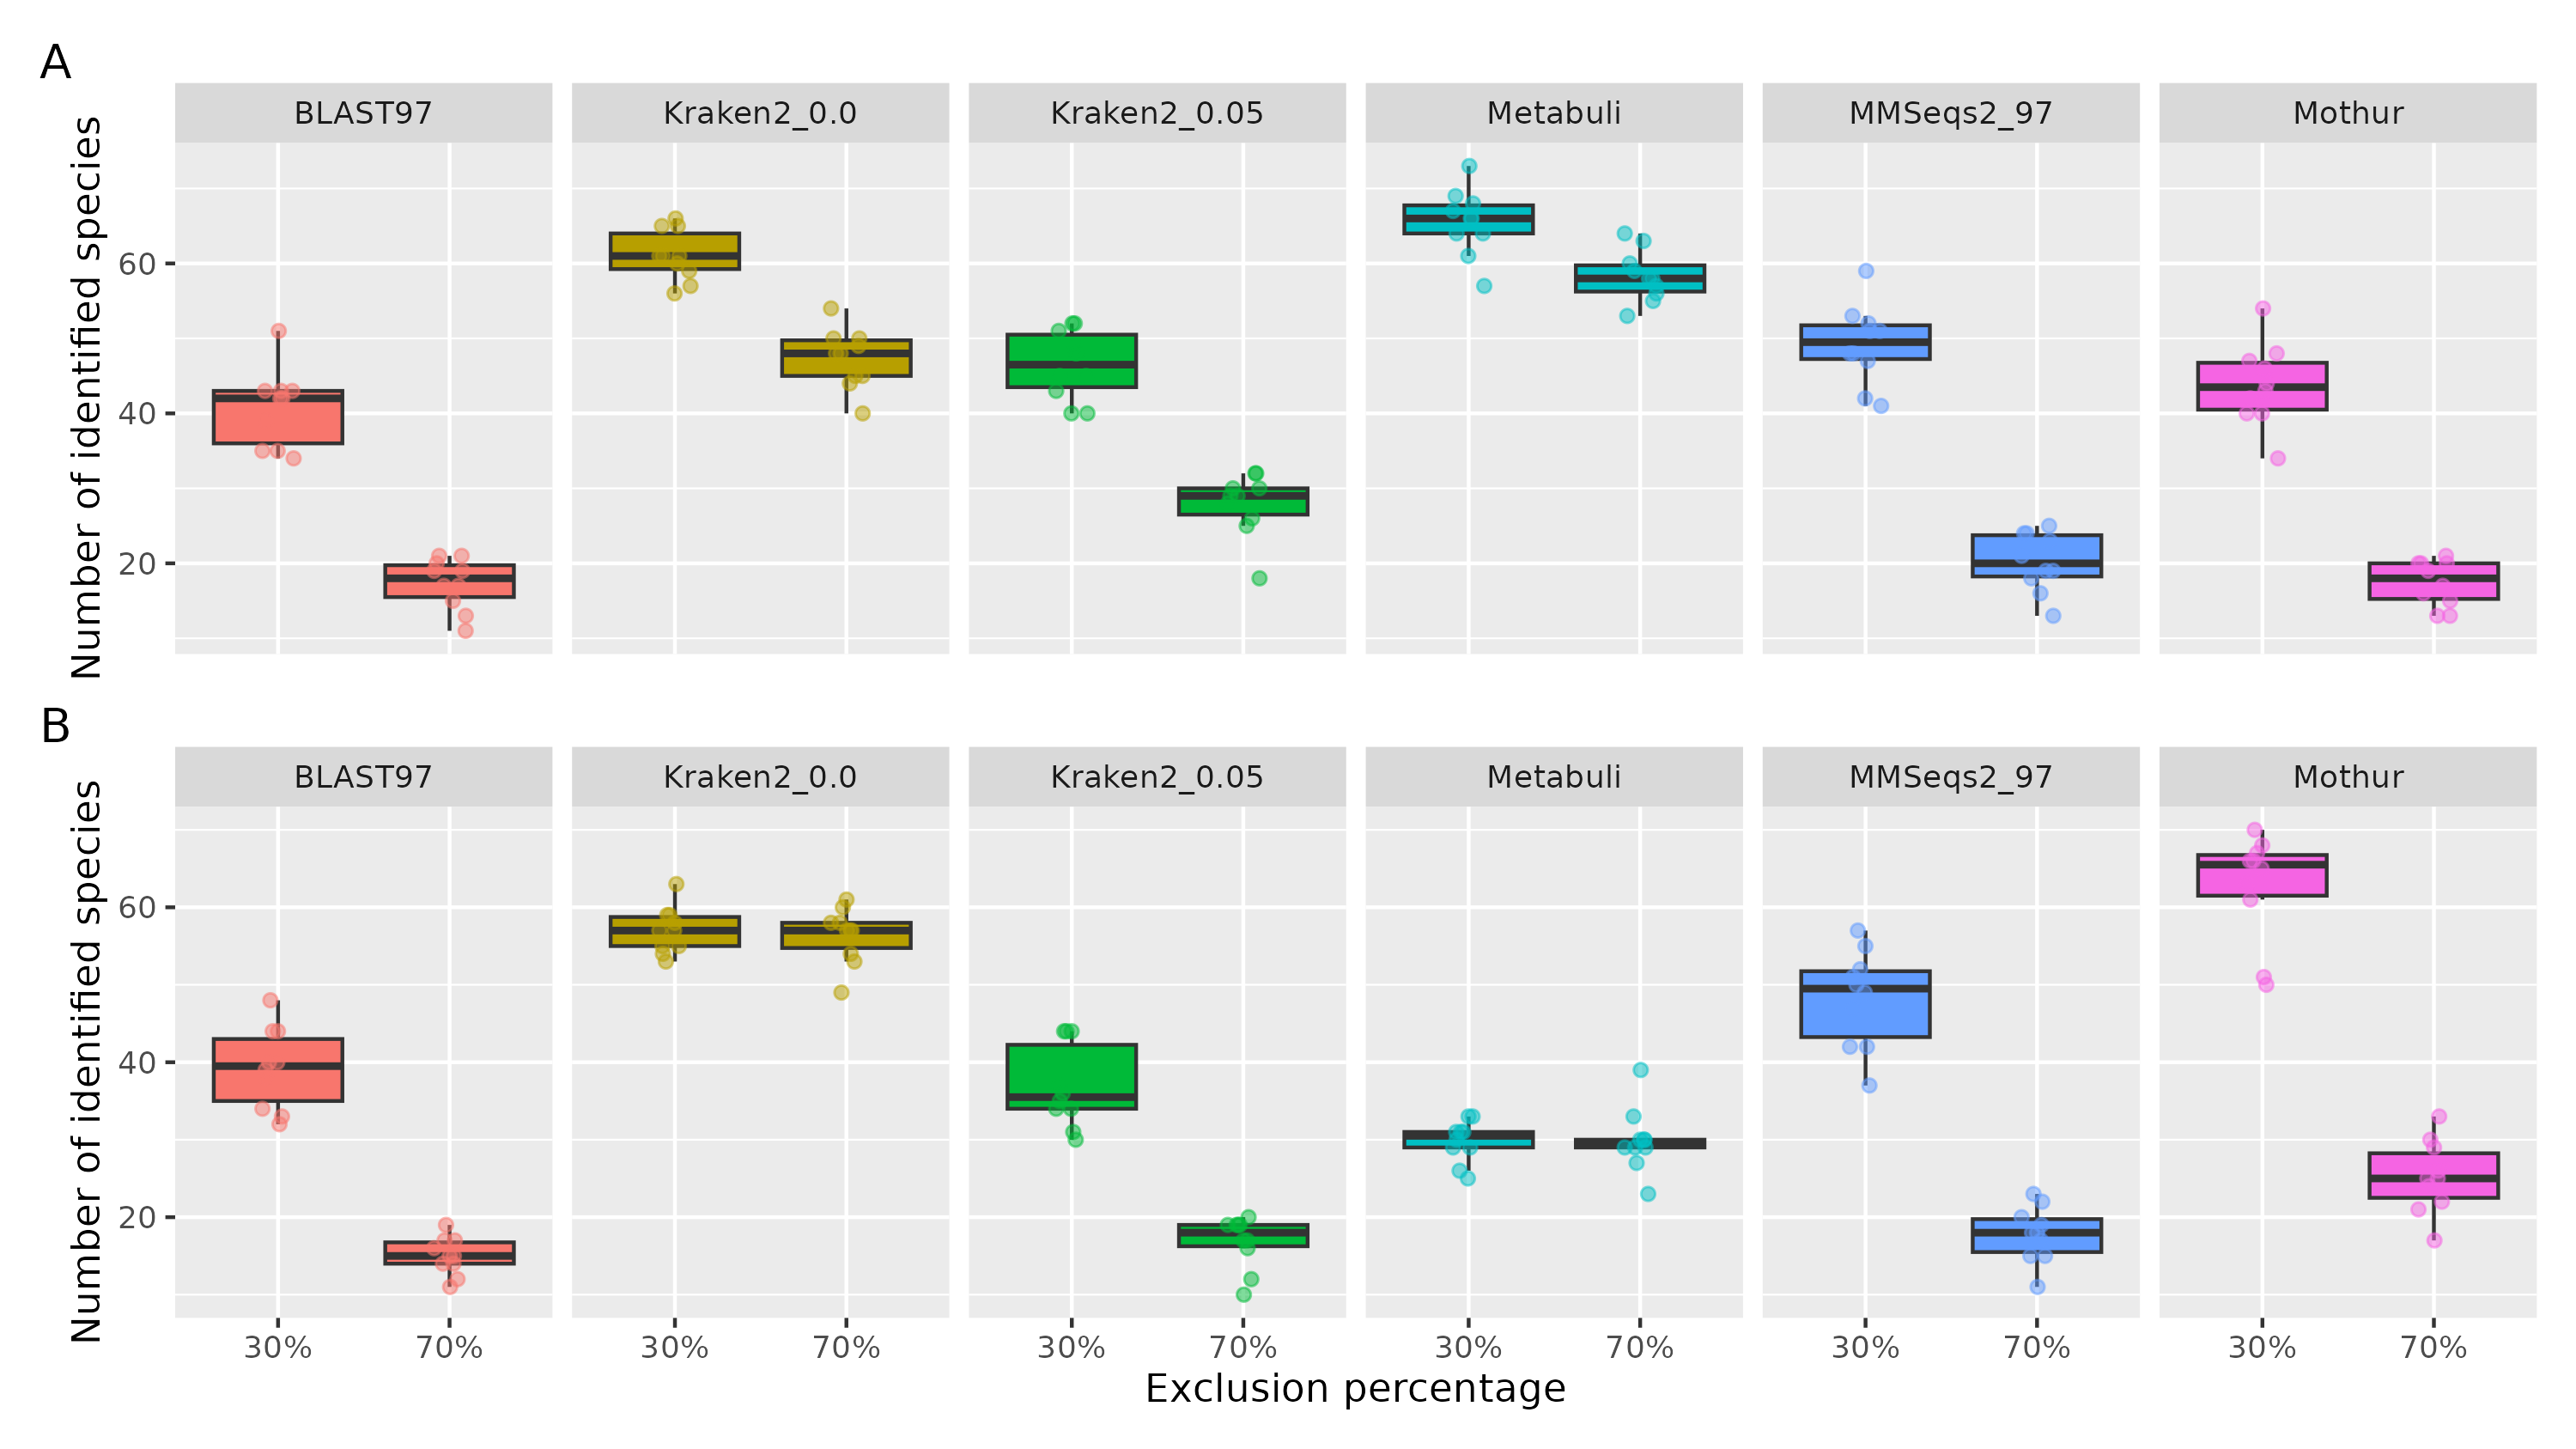 A
BLAST97 Kraken2_0.0 Kraken2_0.05 Metabuli MMSeqs2_97 Mothur
Number of identified species
60
40
20
B
BLAST97 Kraken2_0.0 Kraken2_0.05 Metabuli MMSeqs2_97 Mothur
Number of identified species
60
40
20
30% 70% 30% 70% 30% 70% 30% 70% 30% 70% 30% 70%
Exclusion percentage